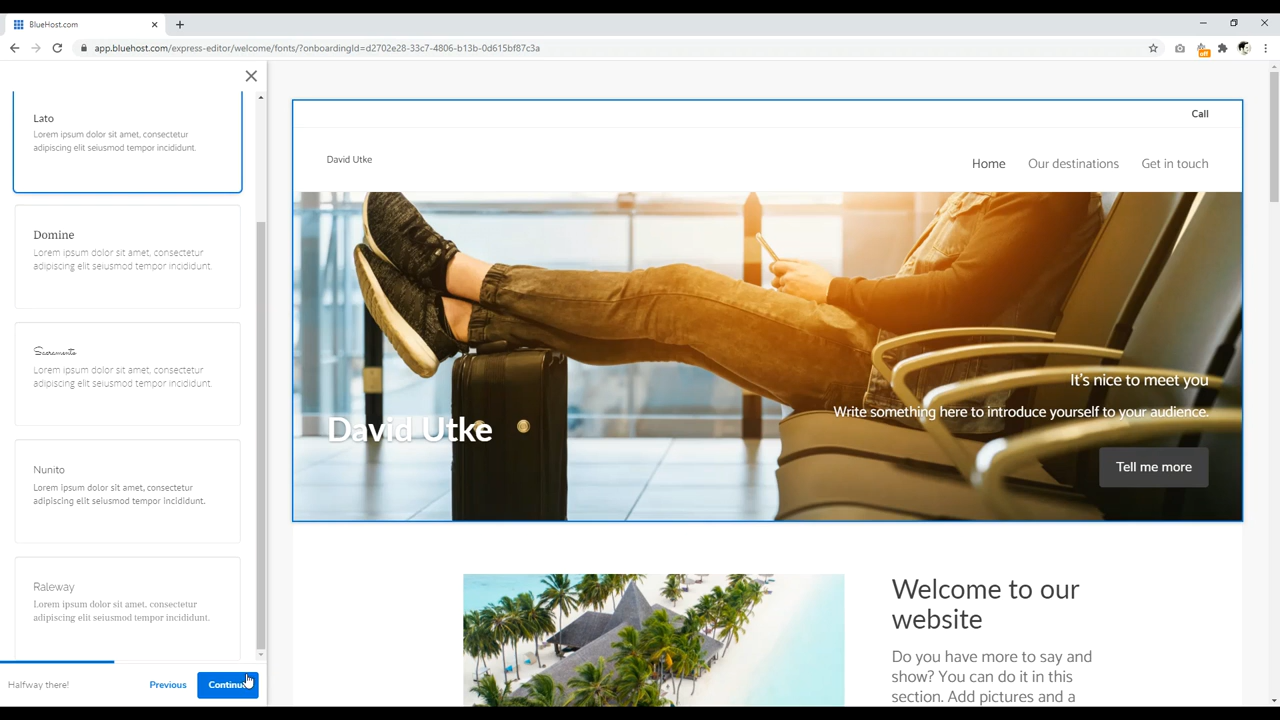 BlueHost.com
app.bluehost.com/express-editor/welcome/fonts/?onboardingId=d2702e28-33c7-4806-b13b-0d615bf87c3a
off
Lato
Lorem ipsum dolor sit amet, consectetur
adipiscing elit seiusmod tempor incididunt.
Domine
Lorem ipsum dolor sit amet, consectetur
adipiscing elit seiusmod tempor incididunt.
Sacramento
Lorem ipsum dolor sit amet, consectetur
adipiscing elit seiusmod tempor incididunt.
Nunito
Lorem ipsum dolor sit amet, consectetur
adipiscing elit seiusmod tempor incididunt.
Raleway
Lorem ipsum dolor sit amet, consectetur
adipiscing elit seiusmod tempor incididunt.
Halfway there!
Previous
Continue
Call
David Utke
Home Our destinations Get in touch
David Utke
It's nice to meet you
Write something here to introduce yourself to your audience.
Tell me more
Welcome to our
website
Do you have more to say and
show? You can do it in this
section. Add pictures and a